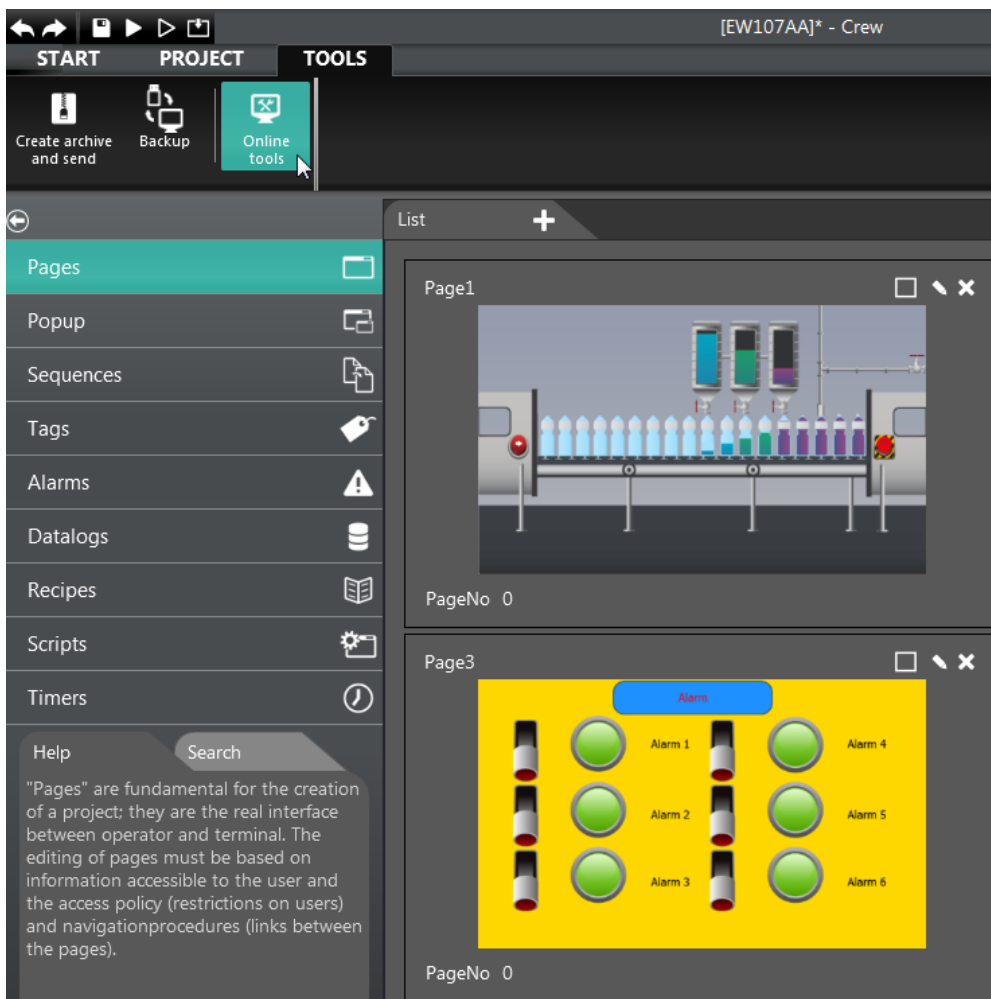 [EW107AA]* - Crew
START PROJECT TOOLS
Create archive
and send
Backup
Online
tools
List
Pages
Popup
Sequences
Tags
Alarms
Datalogs
Recipes
Scripts
Timers
Help Search
"Pages" are fundamental for the creation
of a project; they are the real interface
between operator and terminal. The
editing of pages must be based on
information accessible to the user and
the access policy (restrictions on users)
and navigationprocedures (links between
the pages).
Page1
PageNo 0
Page3
Alarm
Alarm 1 Alarm 4
Alarm 2 Alarm 5
Alarm 3 Alarm 6
PageNo 0